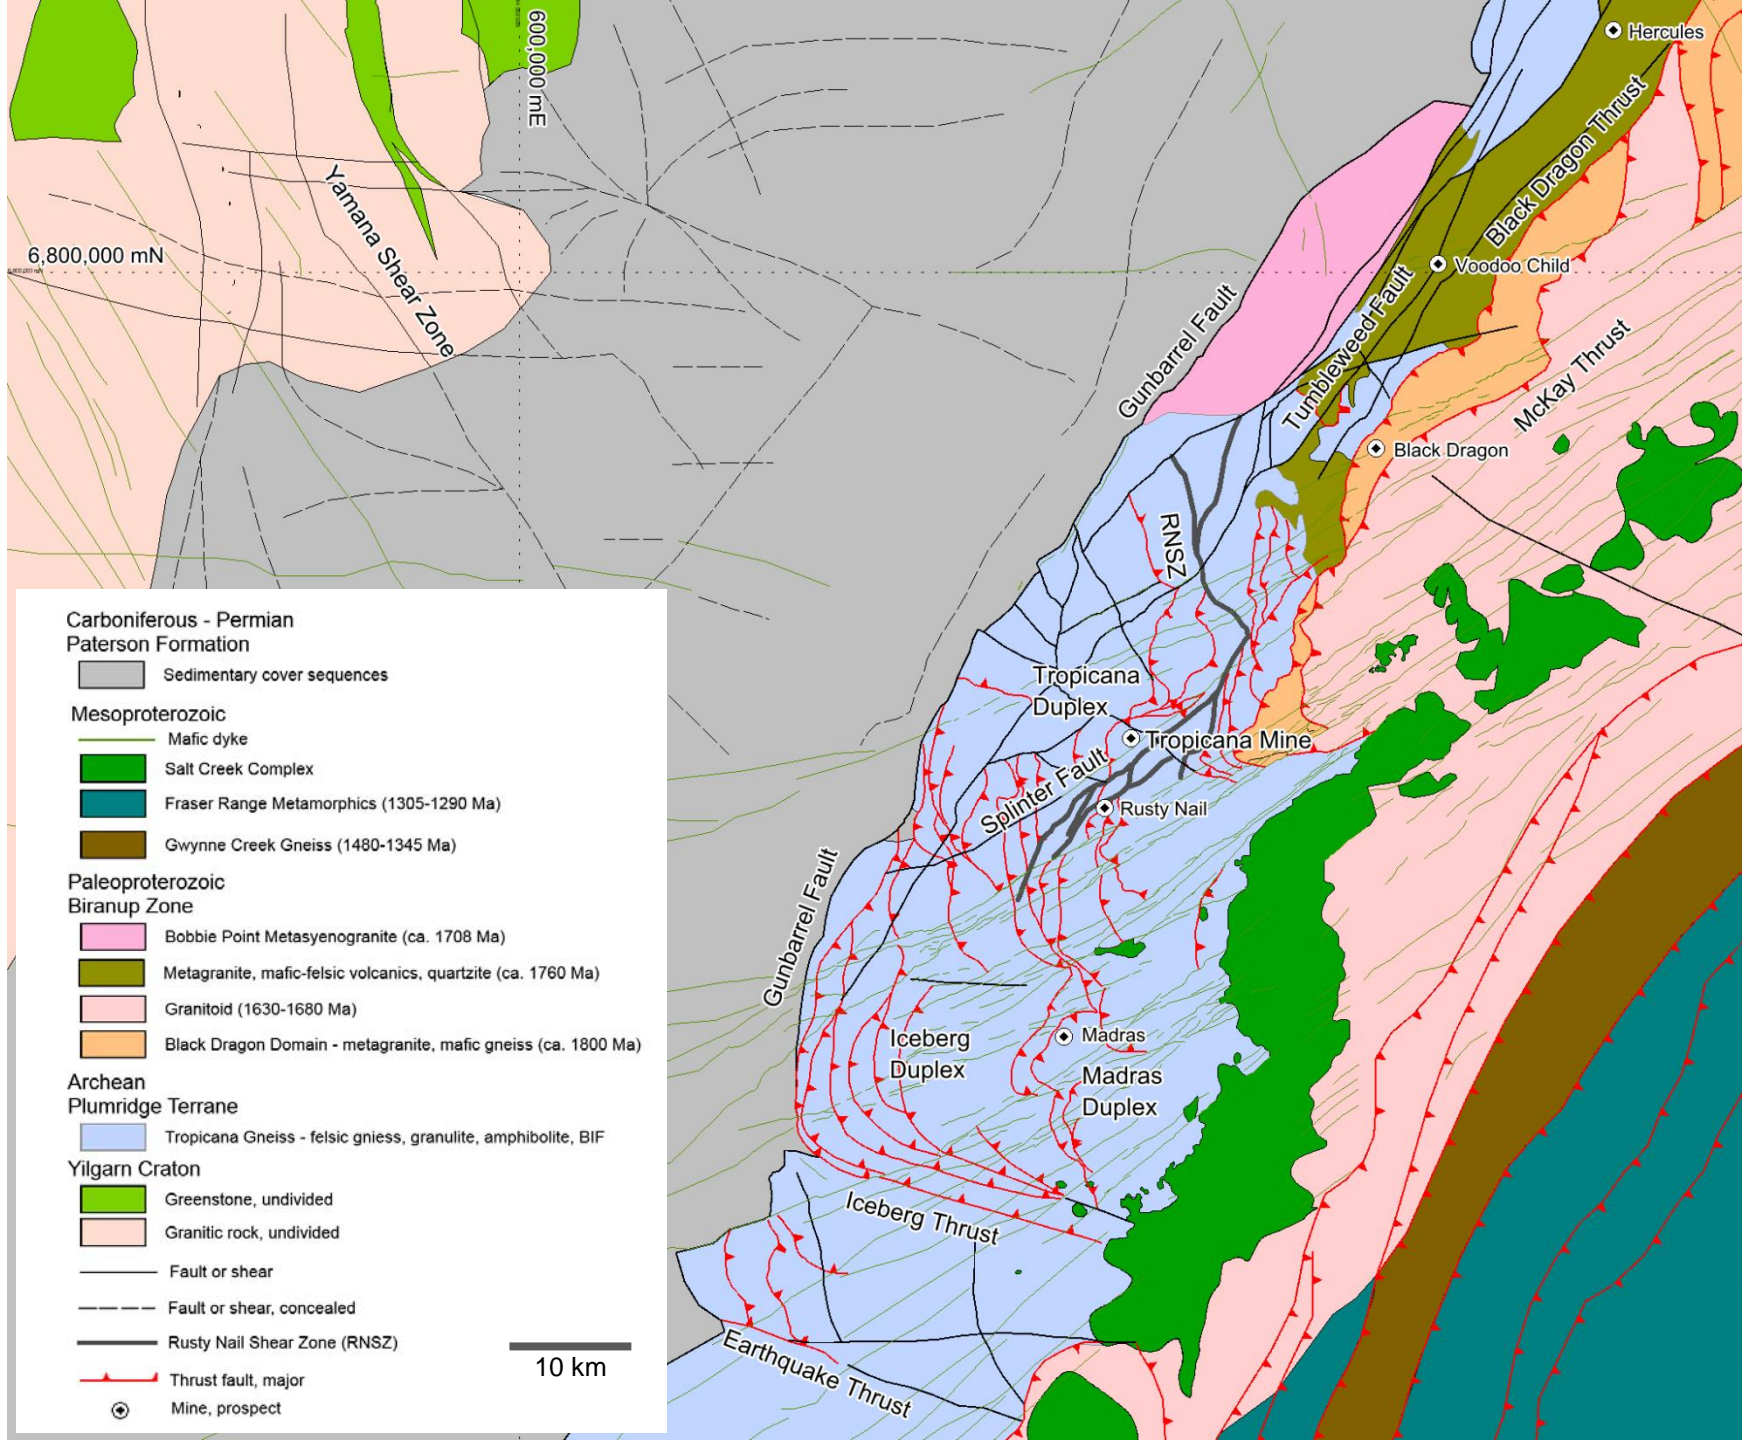 Hercules
600,000 mE
Black Dragon Thrust
Yamana Shear Zone
6,800,000 mN
Voodoo Child
Gunbarrel Fault
Tumbleweed Fault
McKay Thrust
Black Dragon
RNSZ
Tropicana
Duplex
Tropicana Mine
Splinter Fault
Rusty Nail
Gunbarrel Fault
Iceberg
Duplex
Madras
Madras
Duplex
Iceberg Thrust
Earthquake Thrust
Carboniferous - Permian
Paterson Formation
Sedimentary cover sequences
Mesoproterozoic
Mafic dyke
Salt Creek Complex
Fraser Range Metamorphics (1305-1290 Ma)
Gwynne Creek Gneiss (1480-1345 Ma)
Paleoproterozoic
Biranup Zone
Bobbie Point Metasyenogranite (ca. 1708 Ma)
Metagranite, mafic-felsic volcanics, quartzite (ca. 1760 Ma)
Granitoid (1630-1680 Ma)
Black Dragon Domain - metagranite, mafic gneiss (ca. 1800 Ma)
Archean
Plumridge Terrane
Tropicana Gneiss - felsic gniess, granulite, amphibolite, BIF
Yilgarn Craton
Greenstone, undivided
Granitic rock, undivided
Fault or shear
Fault or shear, concealed
Rusty Nail Shear Zone (RNSZ)
Thrust fault, major
Mine, prospect
10 km